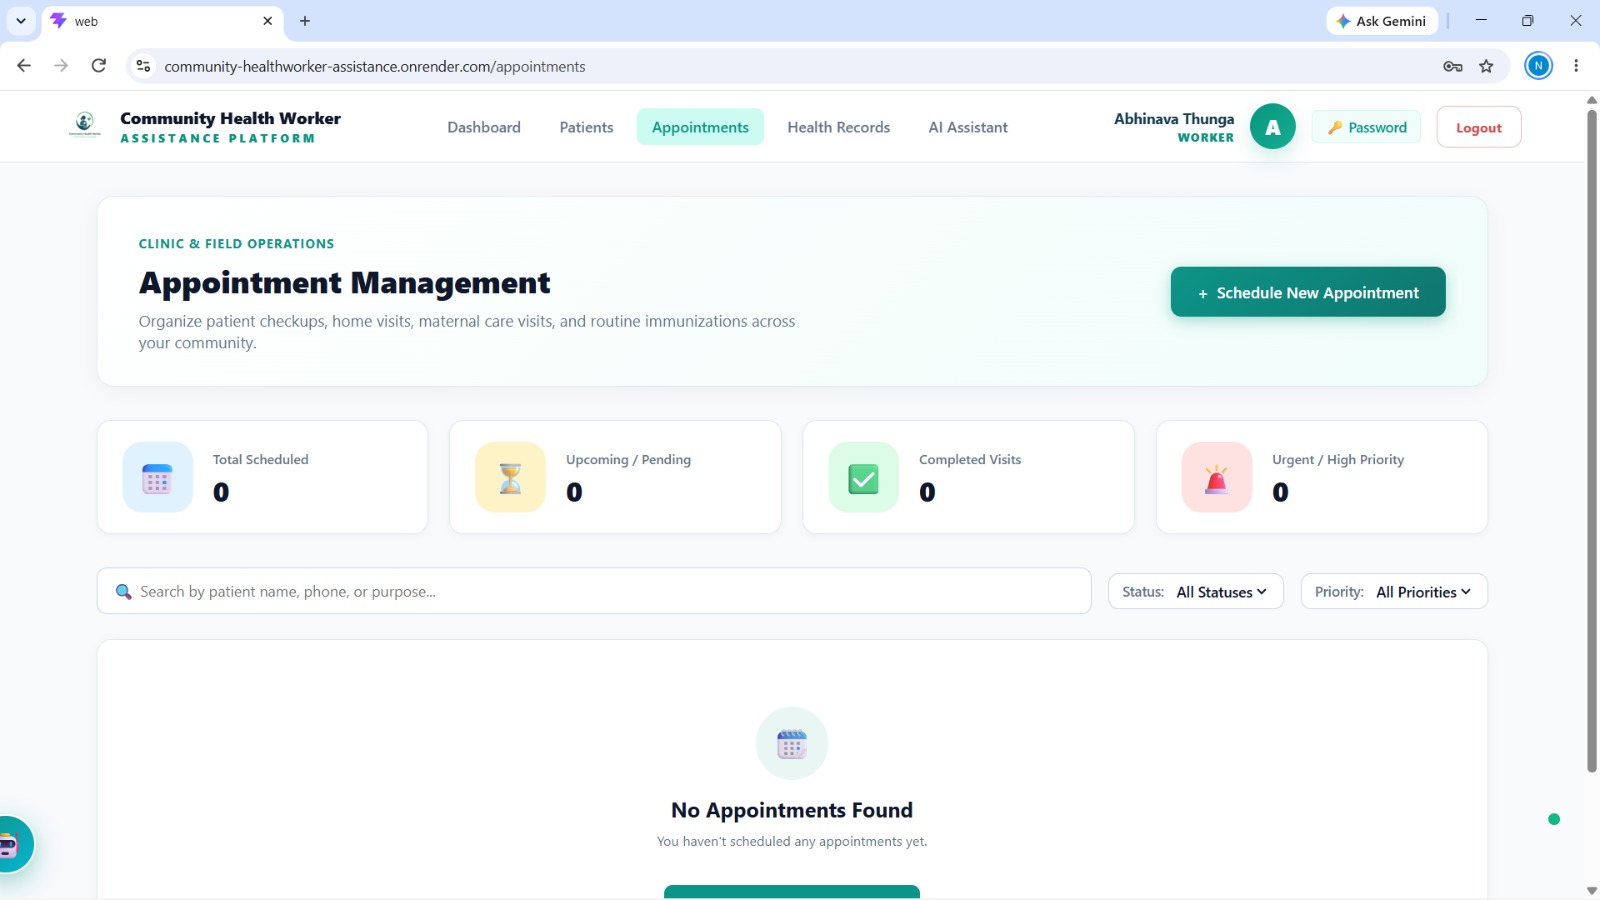 web
Ask Gemini
community-healthworker-assistance.onrender.com/appointments
N
Community Health Worker
ASSISTANCE PLATFORM
Dashboard
Patients
Appointments
Health Records
AI Assistant
Abhinava Thunga
WORKER
A
Password
Logout
CLINIC & FIELD OPERATIONS
Appointment Management
Organize patient checkups, home visits, maternal care visits, and routine immunizations across
your community.
+ Schedule New Appointment
Total Scheduled
0
Upcoming / Pending
0
Completed Visits
0
Urgent / High Priority
0
Search by patient name, phone, or purpose...
Status: All Statuses
Priority: All Priorities
No Appointments Found
You haven't scheduled any appointments yet.